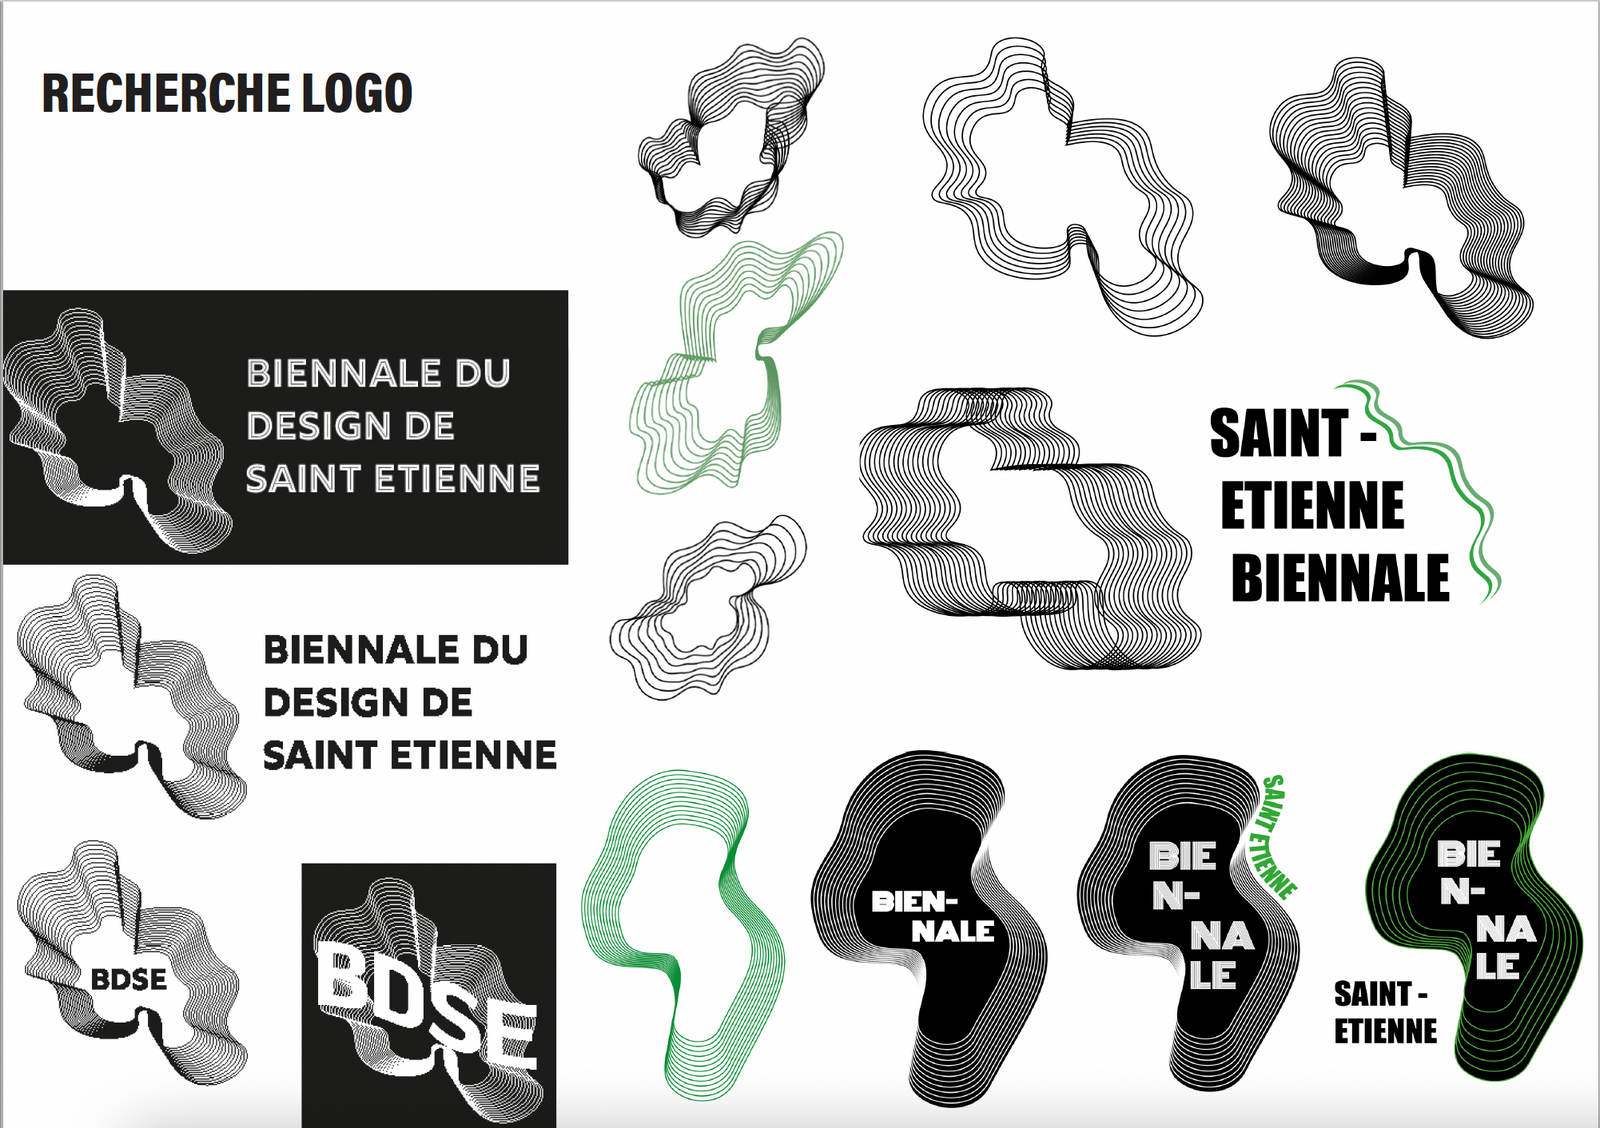 RECHERCHE LOGO
BIENNALE DU
DESIGN DE
SAINT ETIENNE
BIENNALE DU
DESIGN DE
SAINT ETIENNE
BDSE
BDSE
SAINT -
ETIENNE
BIENNALE
BIEN-
NALE
BIE
N-
NA
LE
SAINT ETIENNE
BIE
N-
NA
LE
SAINT -
ETIENNE